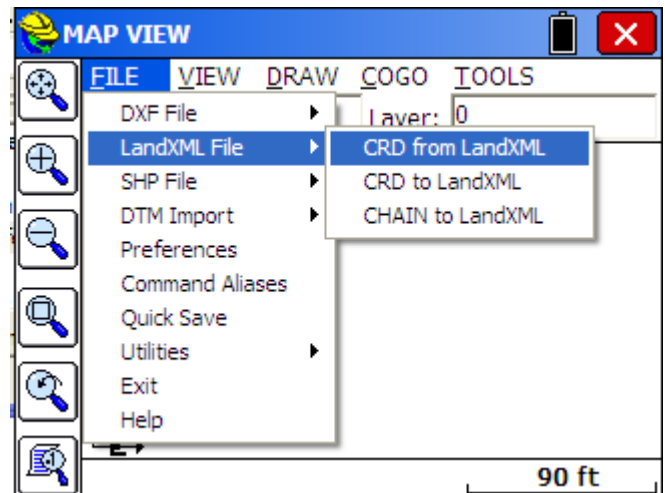 MAP VIEW
FILE VIEW DRAW COGO TOOLS
DXF File Layer: 0
LandXML File CRD from LandXML
SHP File CRD to LandXML
DTM Import CHAIN to LandXML
Preferences
Command Aliases
Quick Save
Utilities
Exit
Help
E
90 ft